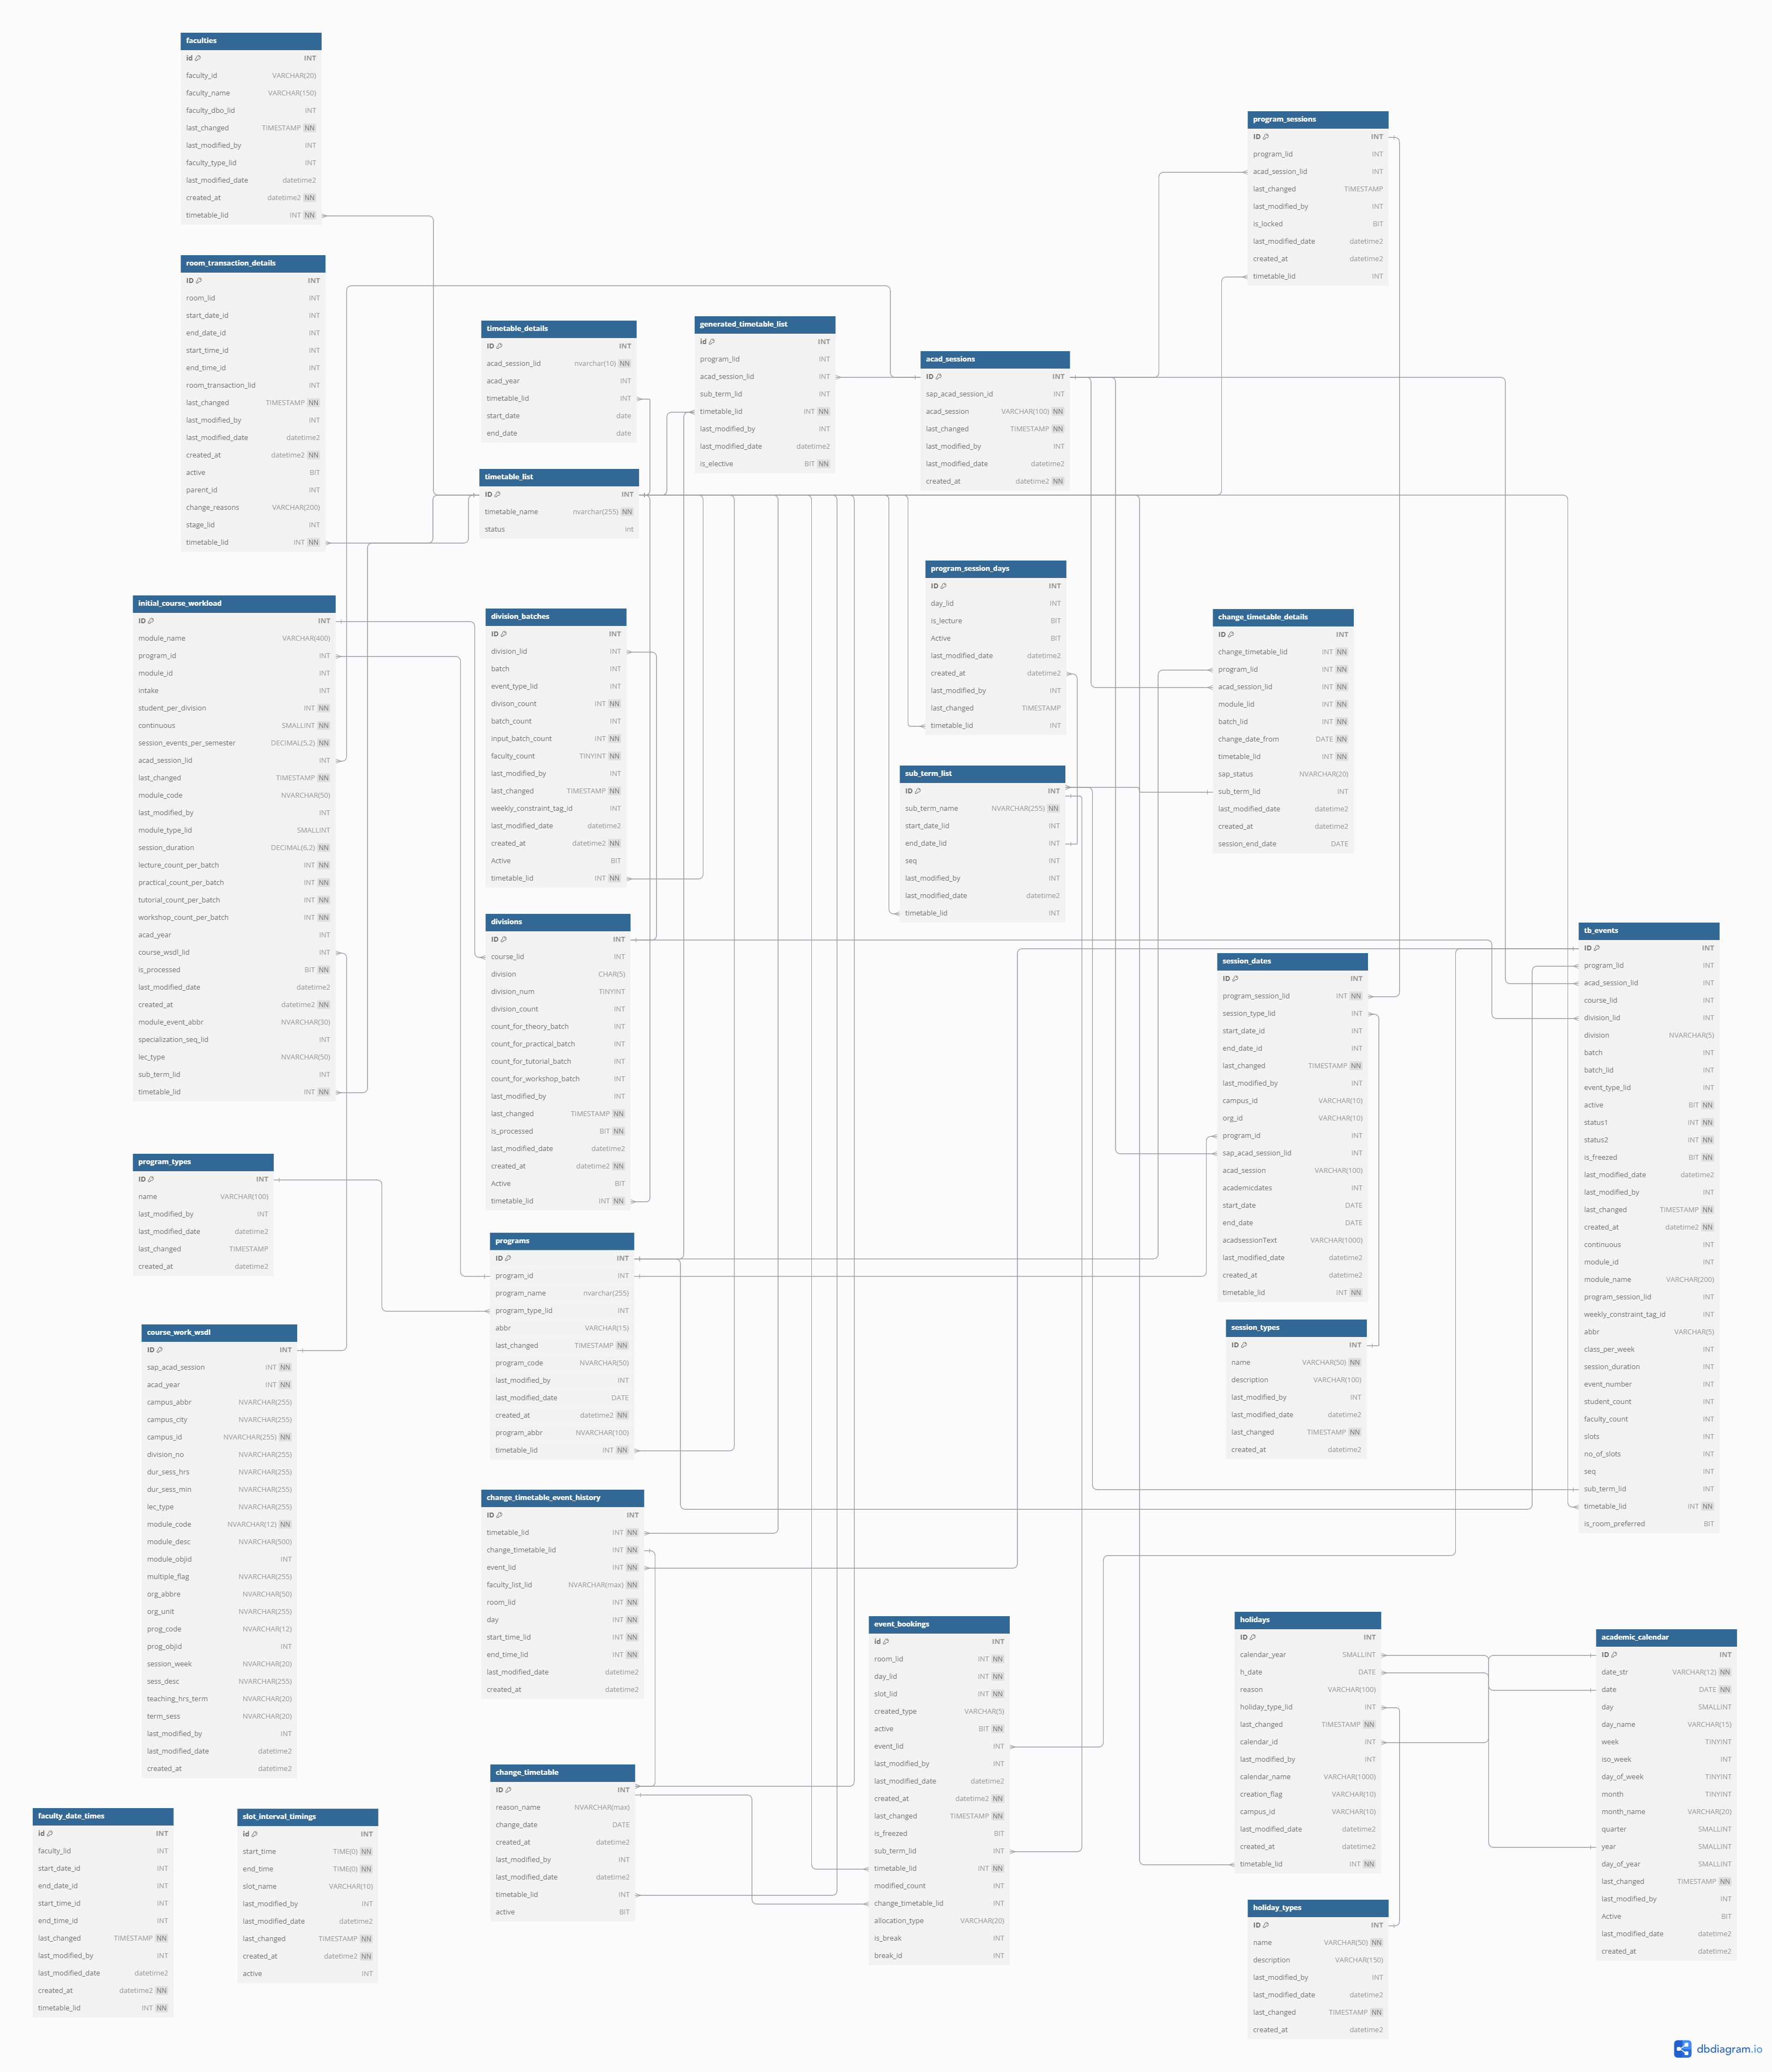 faculties
id INT
faculty_id VARCHAR(20)
faculty_name VARCHAR(150)
faculty_dbo_lid INT
last_changed TIMESTAMP NN
last_modified_by INT
faculty_type_lid INT
last_modified_date datetime2
created_at datetime2 NN
timetable_lid INT NN
room_transaction_details
ID INT
room_lid INT
start_date_id INT
end_date_id INT
start_time_id INT
end_time_id INT
room_transaction_lid INT
last_changed TIMESTAMP NN
last_modified_by INT
last_modified_date datetime2
created_at datetime2 NN
active BIT
parent_id INT
change_reasons VARCHAR(200)
stage_lid INT
timetable_lid INT NN
timetable_details
ID INT
acad_session_lid nvarchar(10) NN
acad_year INT
timetable_lid INT
start_date date
end_date date
timetable_list
ID INT
timetable_name nvarchar(255) NN
status int
generated_timetable_list
id INT
program_lid INT
acad_session_lid INT
sub_term_lid INT
timetable_lid INT NN
last_modified_by INT
last_modified_date datetime2
is_elective BIT NN
acad_sessions
ID INT
sap_acad_session_id INT
acad_session VARCHAR(100) NN
last_changed TIMESTAMP NN
last_modified_by INT
last_modified_date datetime2
created_at datetime2 NN
program_sessions
ID INT
program_lid INT
acad_session_lid INT
last_changed TIMESTAMP
last_modified_by INT
is_locked BIT
last_modified_date datetime2
created_at datetime2
timetable_lid INT
initial_course_workload
ID INT
module_name VARCHAR(400)
program_id INT
module_id INT
intake INT
student_per_division INT NN
continuous SMALLINT NN
session_events_per_semester DECIMAL(5,2) NN
acad_session_lid INT
last_changed TIMESTAMP NN
module_code NVARCHAR(50)
last_modified_by INT
module_type_lid SMALLINT
session_duration DECIMAL(6,2) NN
lecture_count_per_batch INT NN
practical_count_per_batch INT NN
tutorial_count_per_batch INT NN
workshop_count_per_batch INT NN
acad_year INT
course_wsdl_lid INT
is_processed BIT NN
last_modified_date datetime2
created_at datetime2 NN
module_event_abbr NVARCHAR(30)
specialization_seq_lid INT
lec_type NVARCHAR(50)
sub_term_lid INT
timetable_lid INT NN
division_batches
ID INT
division_lid INT
batch INT
event_type_lid INT
divison_count INT NN
batch_count INT
input_batch_count INT NN
faculty_count TINYINT NN
last_modified_by INT
last_changed TIMESTAMP NN
weekly_constraint_tag_id INT
last_modified_date datetime2
created_at datetime2 NN
Active BIT
timetable_lid INT NN
divisions
ID INT
course_lid INT
division CHAR(5)
division_num TINYINT
division_count INT
count_for_theory_batch INT
count_for_practical_batch INT
count_for_tutorial_batch INT
count_for_workshop_batch INT
last_modified_by INT
last_changed TIMESTAMP NN
is_processed BIT NN
last_modified_date datetime2
created_at datetime2 NN
Active BIT
timetable_lid INT NN
program_session_days
ID INT
day_lid INT
is_lecture BIT
Active BIT
last_modified_date datetime2
created_at datetime2
last_modified_by INT
last_changed TIMESTAMP
timetable_lid INT
sub_term_list
ID INT
sub_term_name NVARCHAR(255) NN
start_date_lid INT
end_date_lid INT
seq INT
last_modified_by INT
last_modified_date datetime2
timetable_lid INT
change_timetable_details
ID INT
change_timetable_lid INT NN
program_lid INT NN
acad_session_lid INT NN
module_lid INT NN
batch_lid INT NN
change_date_from DATE NN
timetable_lid INT NN
sap_status NVARCHAR(20)
sub_term_lid INT
last_modified_date datetime2
created_at datetime2
session_end_date DATE
session_dates
ID INT
program_session_lid INT NN
session_type_lid INT
start_date_id INT
end_date_id INT
last_changed TIMESTAMP NN
last_modified_by INT
campus_id VARCHAR(10)
org_id VARCHAR(10)
program_id INT
sap_acad_session_lid INT
acad_session VARCHAR(100)
academicdates INT
start_date DATE
end_date DATE
acadsessionText VARCHAR(1000)
last_modified_date datetime2
created_at datetime2
timetable_lid INT NN
session_types
ID INT
name VARCHAR(50) NN
description VARCHAR(100)
last_modified_by INT
last_modified_date datetime2
last_changed TIMESTAMP NN
created_at datetime2
tb_events
ID INT
program_lid INT
acad_session_lid INT
course_lid INT
division_lid INT
division NVARCHAR(5)
batch INT
batch_lid INT
event_type_lid INT
active BIT NN
status1 INT NN
status2 INT NN
is_freezed BIT NN
last_modified_date datetime2
last_modified_by INT
last_changed TIMESTAMP NN
created_at datetime2 NN
continuous INT
module_id INT
module_name VARCHAR(200)
program_session_lid INT
weekly_constraint_tag_id INT
abbr VARCHAR(5)
class_per_week INT
session_duration INT
event_number INT
student_count INT
faculty_count INT
slots INT
no_of_slots INT
seq INT
sub_term_lid INT
timetable_lid INT NN
is_room_preferred BIT
program_types
ID INT
name VARCHAR(100)
last_modified_by INT
last_modified_date datetime2
last_changed TIMESTAMP
created_at datetime2
programs
ID INT
program_id INT
program_name nvarchar(255)
program_type_lid INT
abbr VARCHAR(15)
last_changed TIMESTAMP NN
program_code NVARCHAR(50)
last_modified_by INT
last_modified_date DATE
created_at datetime2 NN
program_abbr NVARCHAR(100)
timetable_lid INT NN
course_work_wsdl
ID INT
sap_acad_session INT NN
acad_year INT NN
campus_abbr NVARCHAR(255)
campus_city NVARCHAR(255)
campus_id NVARCHAR(255) NN
division_no NVARCHAR(255)
dur_sess_hrs NVARCHAR(255)
dur_sess_min NVARCHAR(255)
lec_type NVARCHAR(255)
module_code NVARCHAR(12) NN
module_desc NVARCHAR(500)
module_objid INT
multiple_flag NVARCHAR(255)
org_abbre NVARCHAR(50)
org_unit NVARCHAR(255)
prog_code NVARCHAR(12)
prog_objid INT
session_week NVARCHAR(20)
sess_desc NVARCHAR(255)
teaching_hrs_term NVARCHAR(20)
term_sess NVARCHAR(20)
last_modified_by INT
last_modified_date datetime2
created_at datetime2
change_timetable_event_history
ID INT
timetable_lid INT NN
change_timetable_lid INT NN
event_lid INT NN
faculty_list_lid NVARCHAR(max) NN
room_lid INT NN
day INT NN
start_time_lid INT NN
end_time_lid INT NN
last_modified_date datetime2
created_at datetime2
change_timetable
ID INT
reason_name NVARCHAR(max)
change_date DATE
created_at datetime2
last_modified_by INT
last_modified_date datetime2
timetable_lid INT
active BIT
event_bookings
id INT
room_lid INT NN
day_lid INT NN
slot_lid INT NN
created_type VARCHAR(5)
active BIT NN
event_lid INT
last_modified_by INT
last_modified_date datetime2
created_at datetime2 NN
last_changed TIMESTAMP NN
is_freezed BIT
sub_term_lid INT
timetable_lid INT NN
modified_count INT
change_timetable_lid INT
allocation_type VARCHAR(20)
is_break INT
break_id INT
holidays
ID INT
calendar_year SMALLINT
h_date DATE
reason VARCHAR(100)
holiday_type_lid INT
last_changed TIMESTAMP NN
calendar_id INT
last_modified_by INT
calendar_name VARCHAR(1000)
creation_flag VARCHAR(10)
campus_id VARCHAR(10)
last_modified_date datetime2
created_at datetime2
timetable_lid INT NN
holiday_types
ID INT
name VARCHAR(50) NN
description VARCHAR(150)
last_modified_by INT
last_modified_date datetime2
last_changed TIMESTAMP NN
created_at datetime2
academic_calendar
ID INT
date_str VARCHAR(12) NN
date DATE NN
day SMALLINT
day_name VARCHAR(15)
week TINYINT
iso_week INT
day_of_week TINYINT
month TINYINT
month_name VARCHAR(20)
quarter SMALLINT
year SMALLINT
day_of_year SMALLINT
last_changed TIMESTAMP NN
last_modified_by INT
Active BIT
last_modified_date datetime2
created_at datetime2
faculty_date_times
id INT
faculty_lid INT
start_date_id INT
end_date_id INT
start_time_id INT
end_time_id INT
last_changed TIMESTAMP NN
last_modified_by INT
last_modified_date datetime2
created_at datetime2 NN
timetable_lid INT NN
slot_interval_timings
id INT
start_time TIME(0) NN
end_time TIME(0) NN
slot_name VARCHAR(10)
last_modified_by INT
last_modified_date datetime2
last_changed TIMESTAMP NN
created_at datetime2 NN
active INT
dbdiagram.io